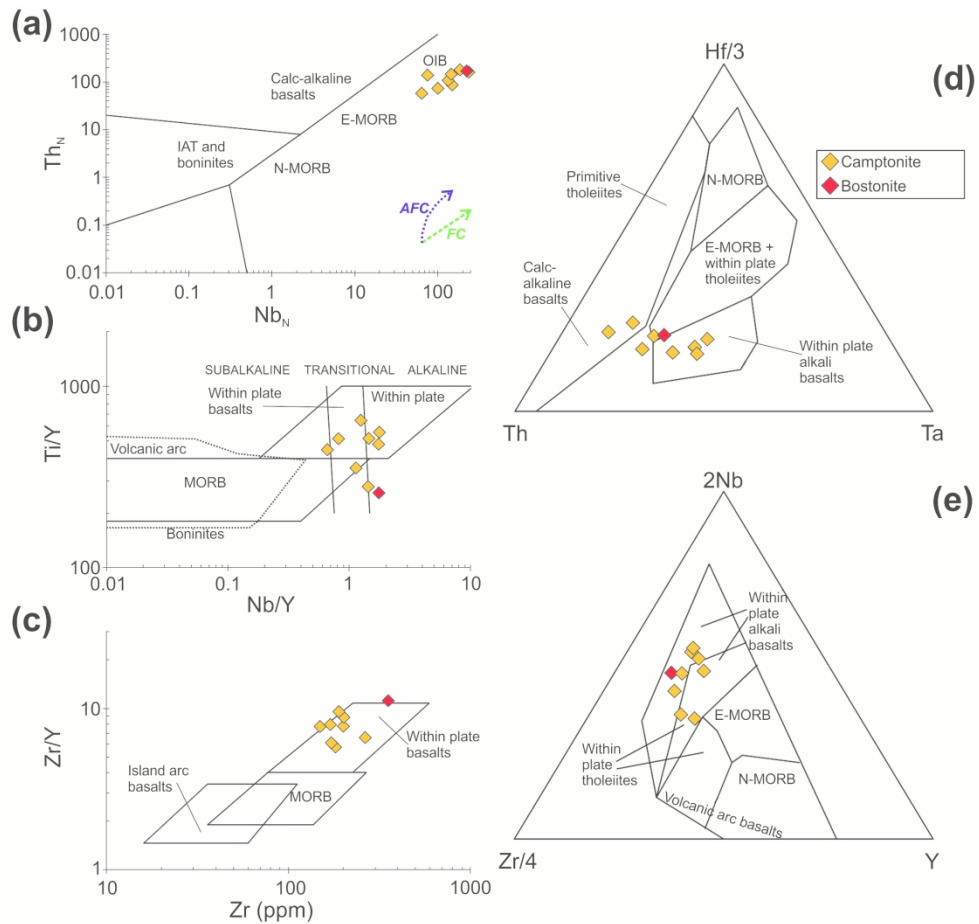 (a)
1000
100
10
1
0.1
0.01
Th_N
Calc-alkaline
basalts
OIB
E-MORB
IAT and
boninites
N-MORB
AFC
FC
0.01
0.1
1
10
100
Nb_N
(b)
1000
100
Ti/Y
SUBALKALINE TRANSITIONAL ALKALINE
Within plate
basalts
Within plate
Volcanic arc
MORB
Boninites
0.01
0.1
1
10
Nb/Y
(c)
10
1
Zr/Y
Island arc
basalts
MORB
Within plate
basalts
10
100
1000
Zr (ppm)
(d)
Hf/3
Camptonite
Bostonite
Primitive
tholeiites
N-MORB
E-MORB +
within plate
tholeiites
Calc-
alkaline
basalts
Within plate
alkali
basalts
Th
Ta
(e)
2Nb
Within
plate
alkali
basalts
E-MORB
Within
plate
tholeiites
N-MORB
Volcanic arc basalts
Zr/4
Y